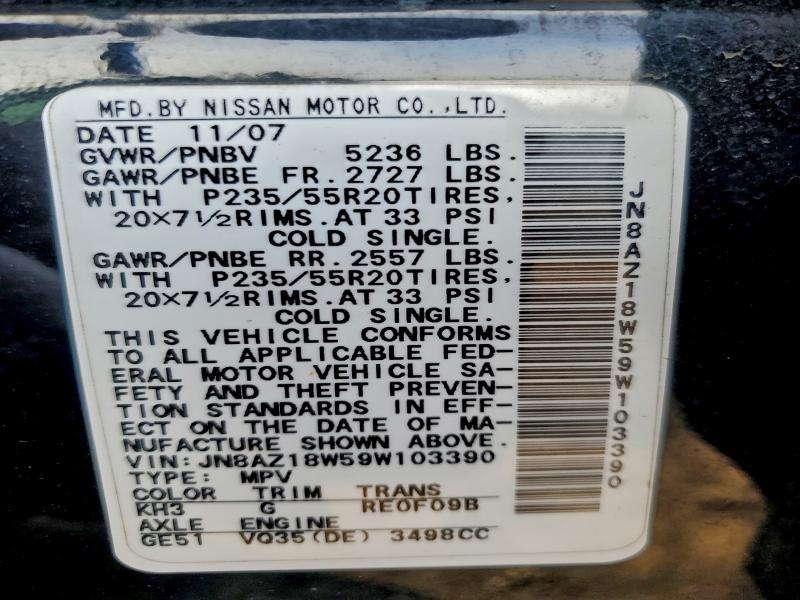 MFD.BY NISSAN MOTOR CO.,LTD.
DATE 11/07
GVWR/PNBV 5236 LBS.
GAWR/PNBE FR. 2727 LBS.
WITH P235/55R20TIRES,
20X7 1/2RIMS.AT 33 PSI
COLD SINGLE.
GAWR/PNBE RR. 2557 LBS.
WITH P235/55R20TIRES,
20X7 1/2RIMS.AT 33 PSI
COLD SINGLE.
THIS VEHICLE CONFORMS
TO ALL APPLICABLE FED-
ERAL MOTOR VEHICLE SA-
FETY AND THEFT PREVEN-
TION STANDARDS IN EFF-
ECT ON THE DATE OF MA-
NUFACTURE SHOWN ABOVE.
VIN:JN8AZ18W59W103390
TYPE: MPV
COLOR TRIM TRANS
KH3 G RE0F09B
AXLE ENGINE
GE51 VQ35(DE) 3498CC
JN8AZ18W59W103390